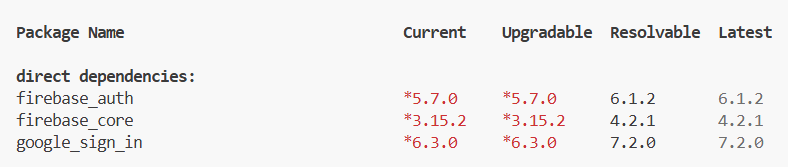 Package Name Current Upgradable Resolvable Latest
direct dependencies:
firebase_auth *5.7.0 *5.7.0 6.1.2 6.1.2
firebase_core *3.15.2 *3.15.2 4.2.1 4.2.1
google_sign_in *6.3.0 *6.3.0 7.2.0 7.2.0